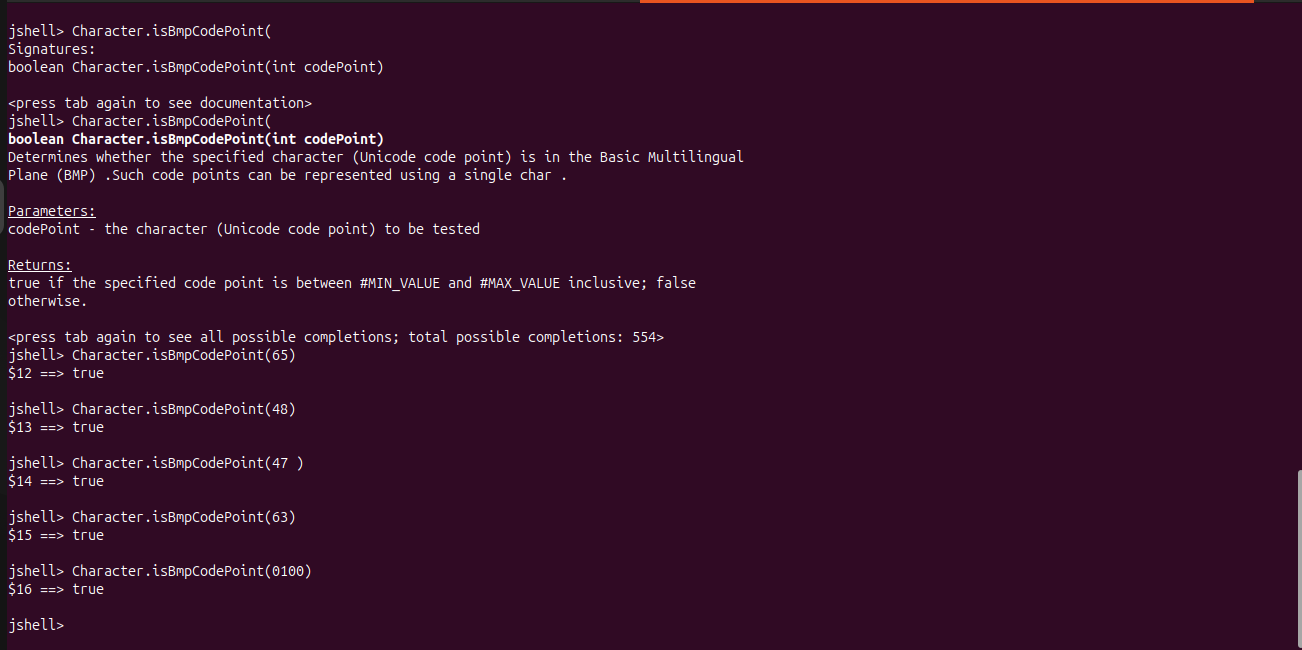 jshell> Character.isBmpCodePoint(
Signatures:
boolean Character.isBmpCodePoint(int codePoint)
<press tab again to see documentation>
jshell> Character.isBmpCodePoint(
boolean Character.isBmpCodePoint(int codePoint)
Determines whether the specified character (Unicode code point) is in the Basic Multilingual
Plane (BMP) .Such code points can be represented using a single char .
Parameters:
codePoint - the character (Unicode code point) to be tested
Returns:
true if the specified code point is between #MIN_VALUE and #MAX_VALUE inclusive; false
otherwise.
<press tab again to see all possible completions; total possible completions: 554>
jshell> Character.isBmpCodePoint(65)
$12 ==> true
jshell> Character.isBmpCodePoint(48)
$13 ==> true
jshell> Character.isBmpCodePoint(47 )
$14 ==> true
jshell> Character.isBmpCodePoint(63)
$15 ==> true
jshell> Character.isBmpCodePoint(0100)
$16 ==> true
jshell>